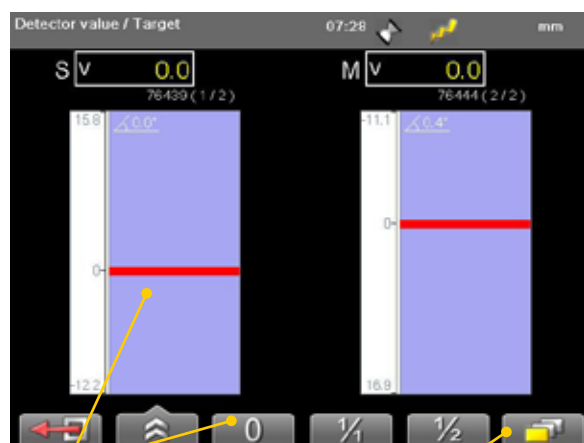 Detector value / Target 07:28 mm
S V 0.0 M V 0.0
76439 (1/2) 76444 (2/2)
15.8 0.0° -11.1 0.4°
0 0
-12.2 16.9
0 1/1 1/2